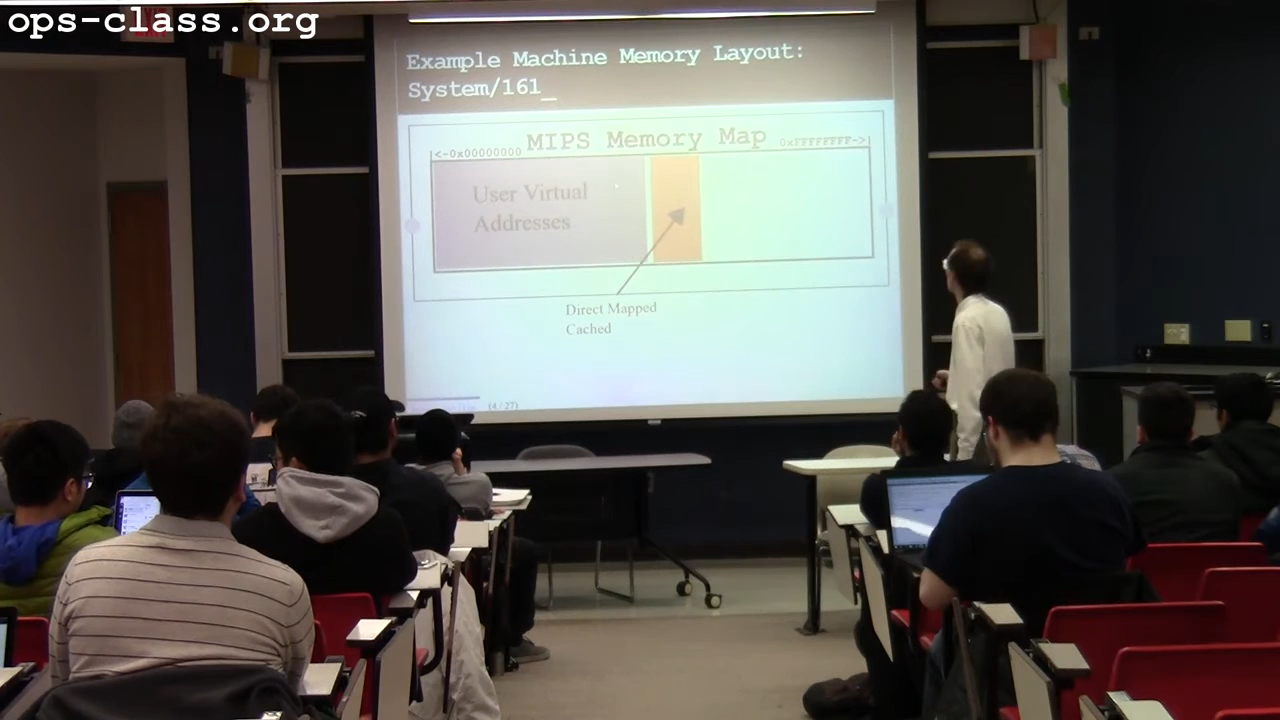 ops-class.org
EXIT
Example Machine Memory Layout:
System/161_
MIPS Memory Map
<-0x00000000
0xFFFFFFFF->
User Virtual
Addresses
Direct Mapped
Cached
(4/27)